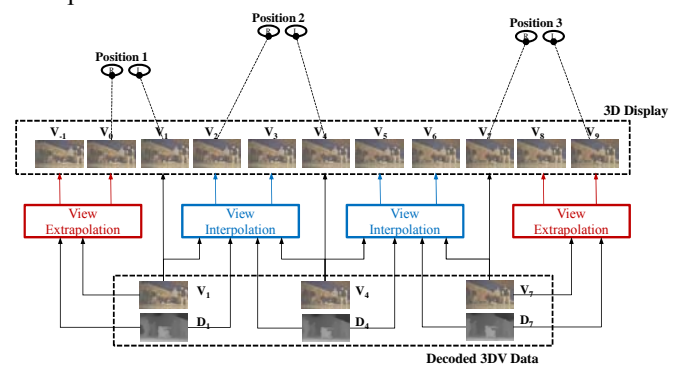 Position 1
Position 2
Position 3
R L
R L
R L
3D Display
V-1 V0 V1 V2 V3 V4 V5 V6 V7 V8 V9
View
Extrapolation
View
Interpolation
View
Interpolation
View
Extrapolation
V1 V4 V7
D1 D4 D7
Decoded 3DV Data